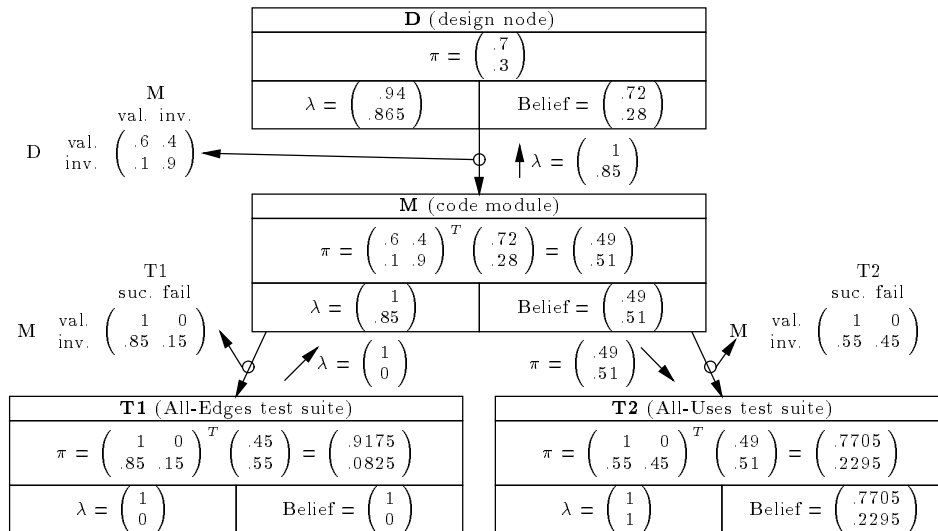 D (design node)
π = ( .7 .3 )
λ = ( .94 .865 )
Belief = ( .72 .28 )
M
val. inv.
D val. ( .6 .4
inv. .1 .9 )
λ = ( 1 .85 )
M (code module)
π = ( .6 .4 .1 .9 )^T ( .72 .28 ) = ( .49 .51 )
λ = ( 1 .85 )
Belief = ( .49 .51 )
T1
suc. fail
M val. ( 1 0
inv. .85 .15 )
λ = ( 1 0 )
π = ( .49 .51 )
T2
suc. fail
M val. ( 1 0
inv. .55 .45 )
T1 (All-Edges test suite)
π = ( 1 0 .85 .15 )^T ( .45 .55 ) = ( .9175 .0825 )
λ = ( 1 0 )
Belief = ( 1 0 )
T2 (All-Uses test suite)
π = ( 1 0 .55 .45 )^T ( .49 .51 ) = ( .7705 .2295 )
λ = ( 1 1 )
Belief = ( .7705 .2295 )